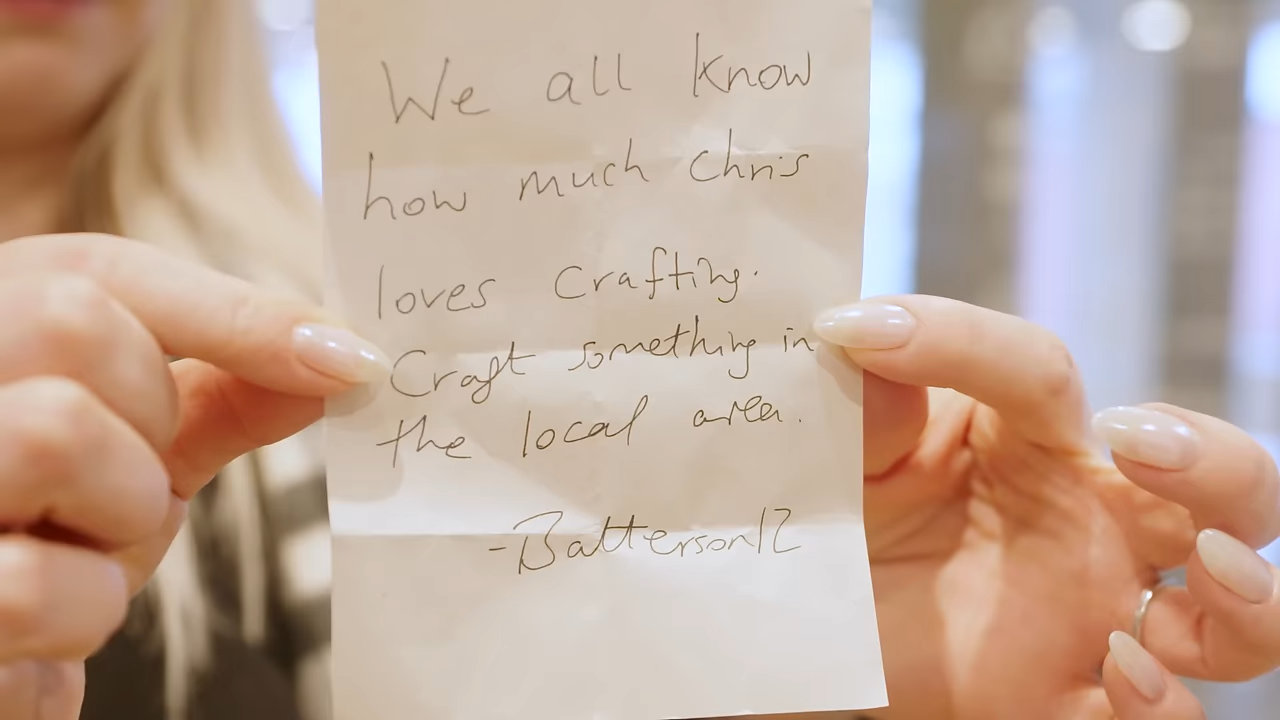 We all know
how much Chris
loves Crafting.
Craft something in
the local area.
-Batterson12